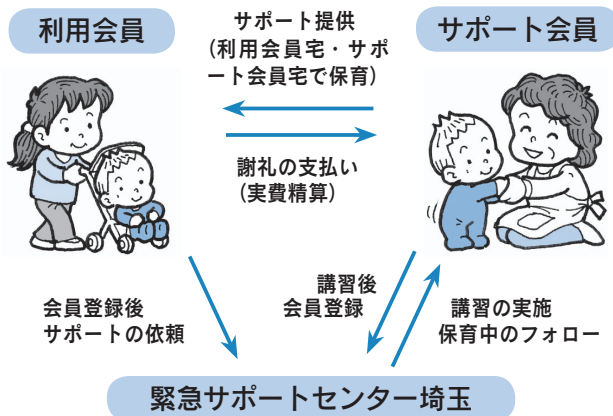 利用会員
サポート提供
(利用会員宅・サポ
ート会員宅で保育)
サポート会員
謝礼の支払い
(実費精算)
会員登録後
サポートの依頼
講習後
会員登録
講習の実施
保育中のフォロー
緊急サポートセンター埼玉